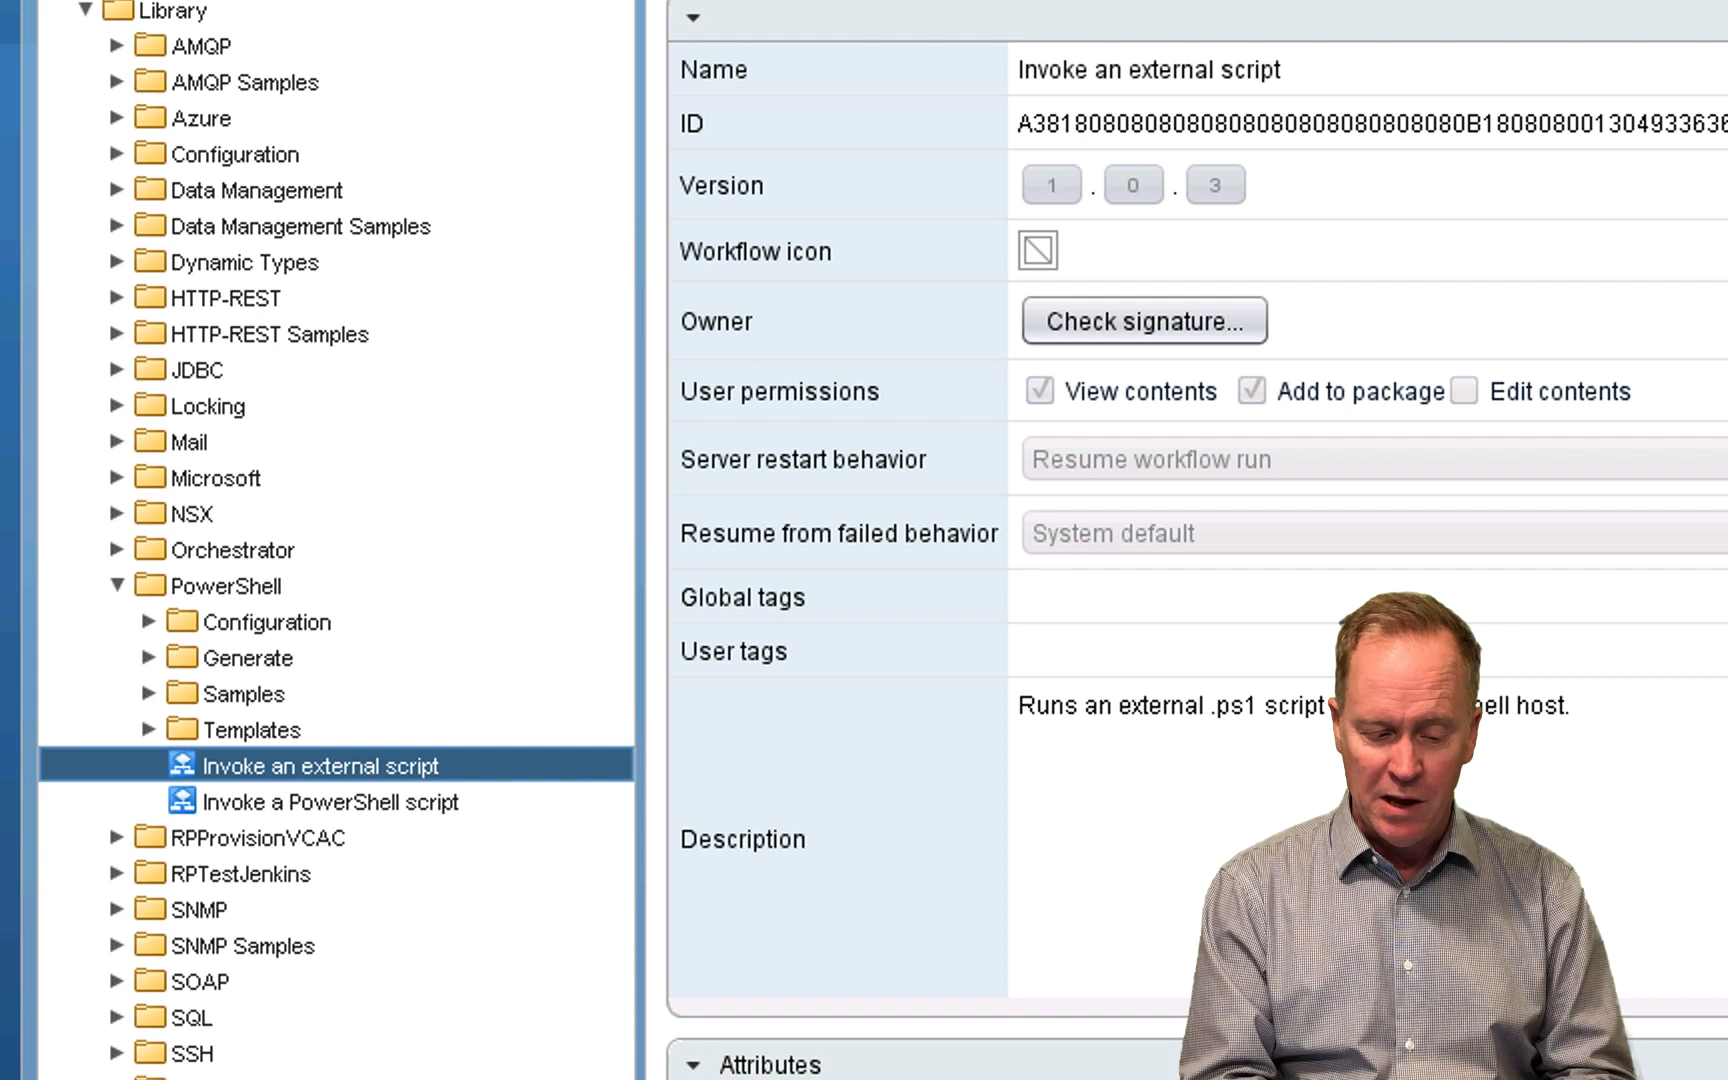 Library
AMQP
AMQP Samples
Azure
Configuration
Data Management
Data Management Samples
Dynamic Types
HTTP-REST
HTTP-REST Samples
JDBC
Locking
Mail
Microsoft
NSX
Orchestrator
PowerShell
Configuration
Generate
Samples
Templates
Invoke an external script
Invoke a PowerShell script
RPProvisionVCAC
RPTestJenkins
SNMP
SNMP Samples
SOAP
SQL
SSH
Name Invoke an external script
ID
Version 1 . 0 . 3
Workflow icon
Owner Check signature...
User permissions View contents Add to package Edit contents
Server restart behavior Resume workflow run
Resume from failed behavior System default
Global tags
User tags
Description Runs an external .ps1 script ell host.
Attributes